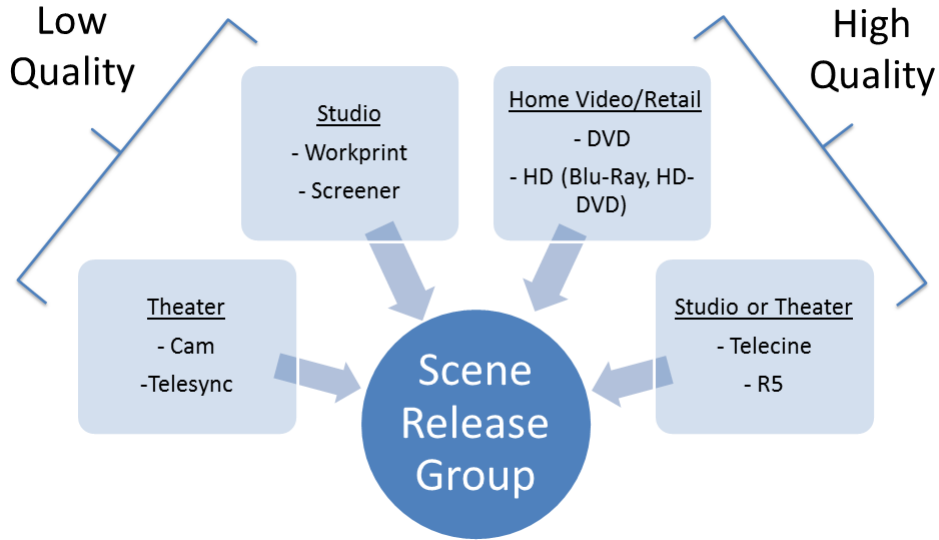 Low
Quality
High
Quality
Studio
- Workprint
- Screener
Home Video/Retail
- DVD
- HD (Blu-Ray, HD-
DVD)
Theater
- Cam
-Telesync
Studio or Theater
- Telecine
- R5
Scene
Release
Group